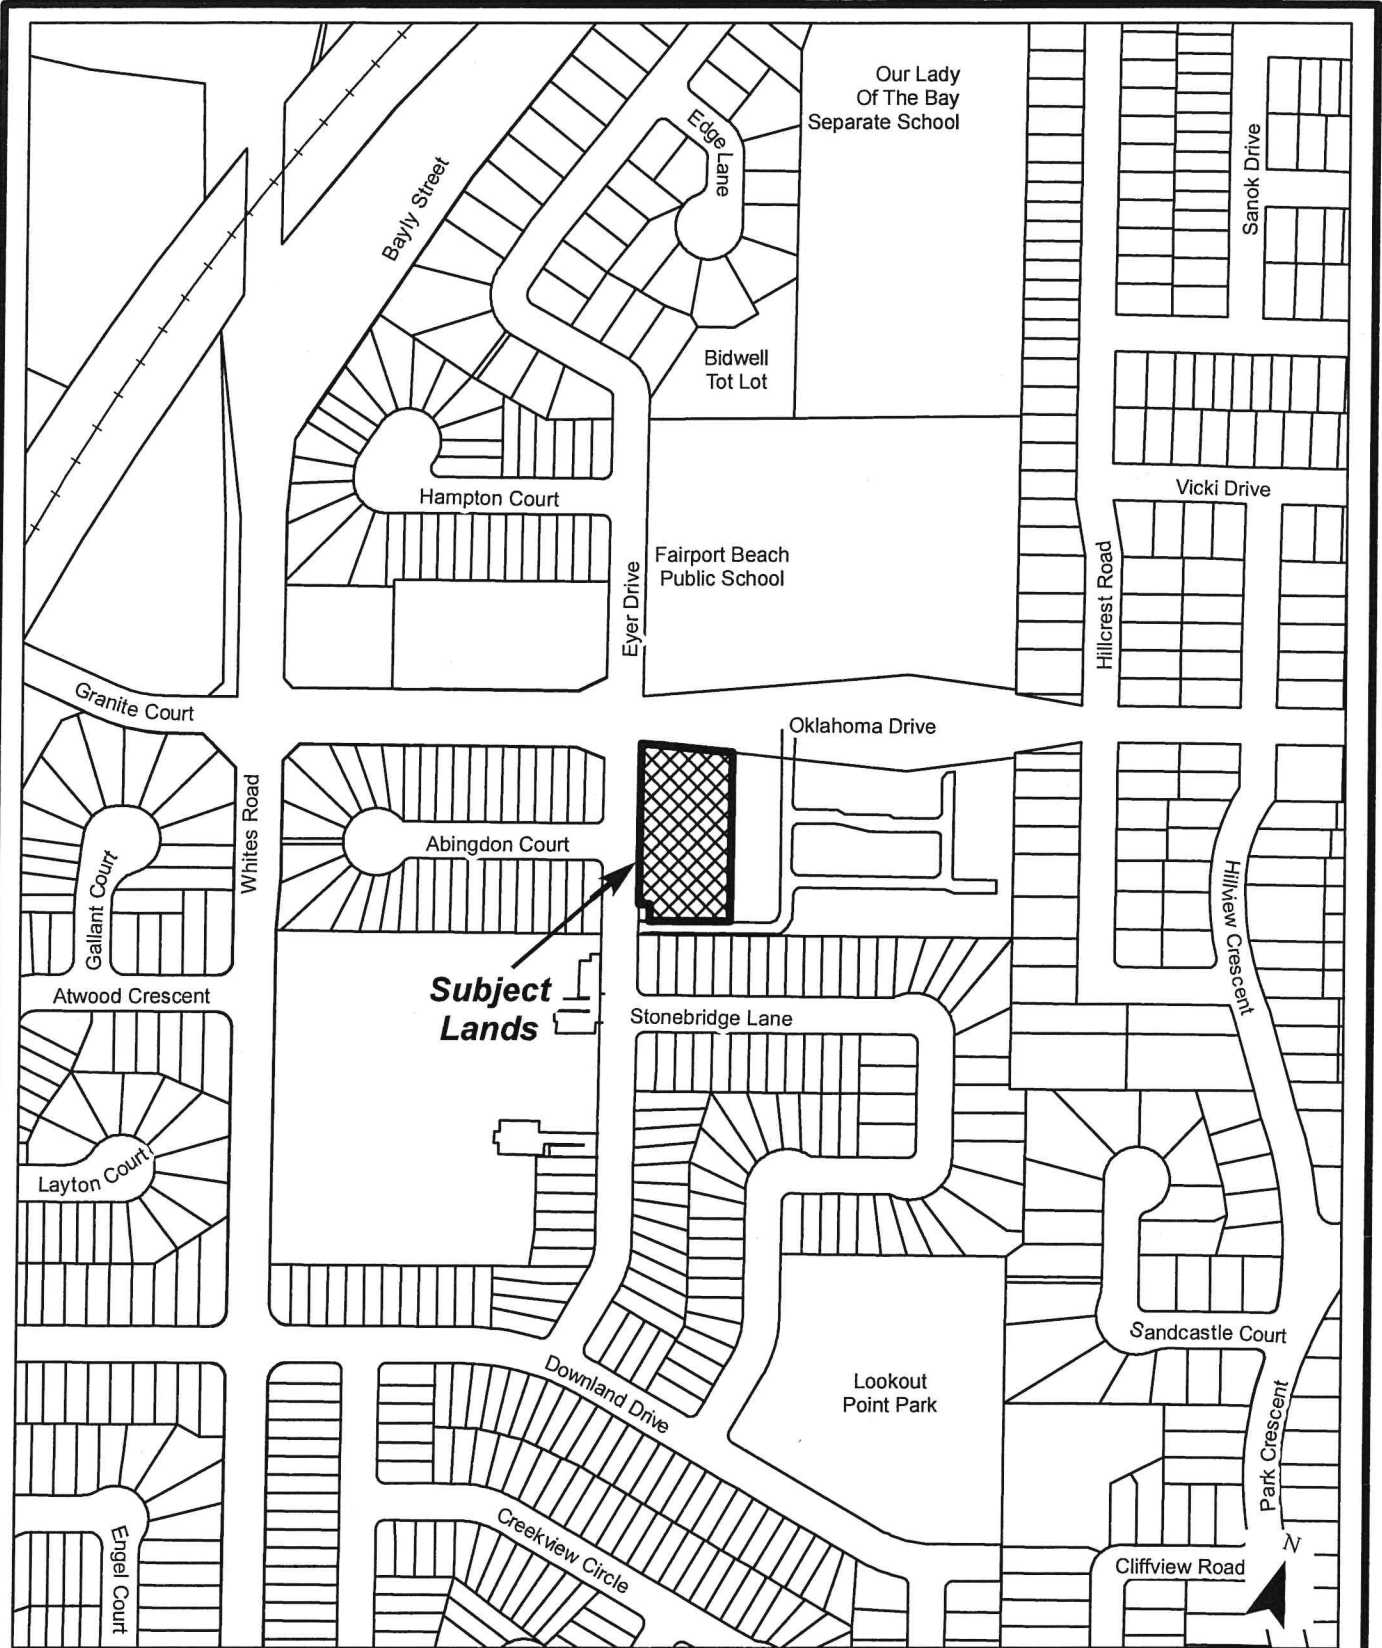 Our Lady
Of The Bay
Separate School
Edge Lane
Sanok Drive
Bayly Street
Bidwell
Tot Lot
Hampton Court
Vicki Drive
Fairport Beach
Public School
Eyer Drive
Hillcrest Road
Granite Court
Oklahoma Drive
Whites Road
Abingdon Court
Gallant Court
Hillview Crescent
Subject
Lands
Atwood Crescent
Stonebridge Lane
Layton Court
Sandcastle Court
Downland Drive
Lookout
Point Park
Park Crescent
Creekview Circle
Engel Court
N
Cliffview Road